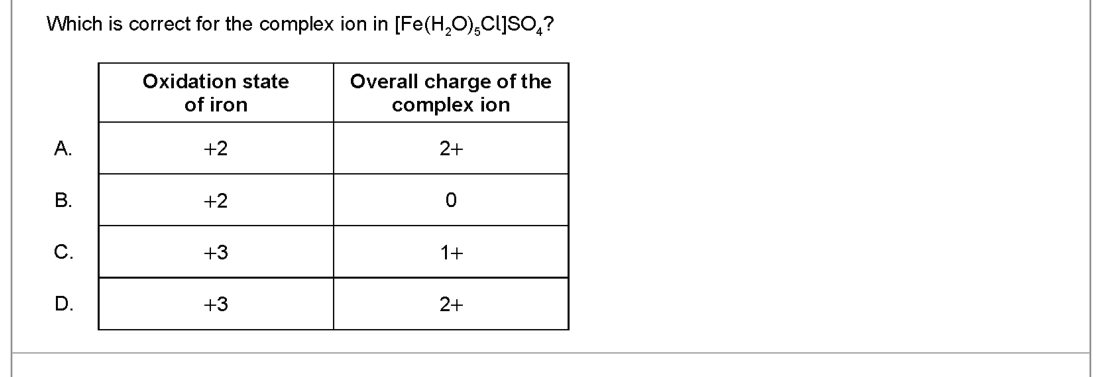 Which is correct for the complex ion in [Fe(H₂O)₅Cl]SO₄?
Oxidation state of iron Overall charge of the complex ion
A. +2 2+
B. +2 0
C. +3 1+
D. +3 2+